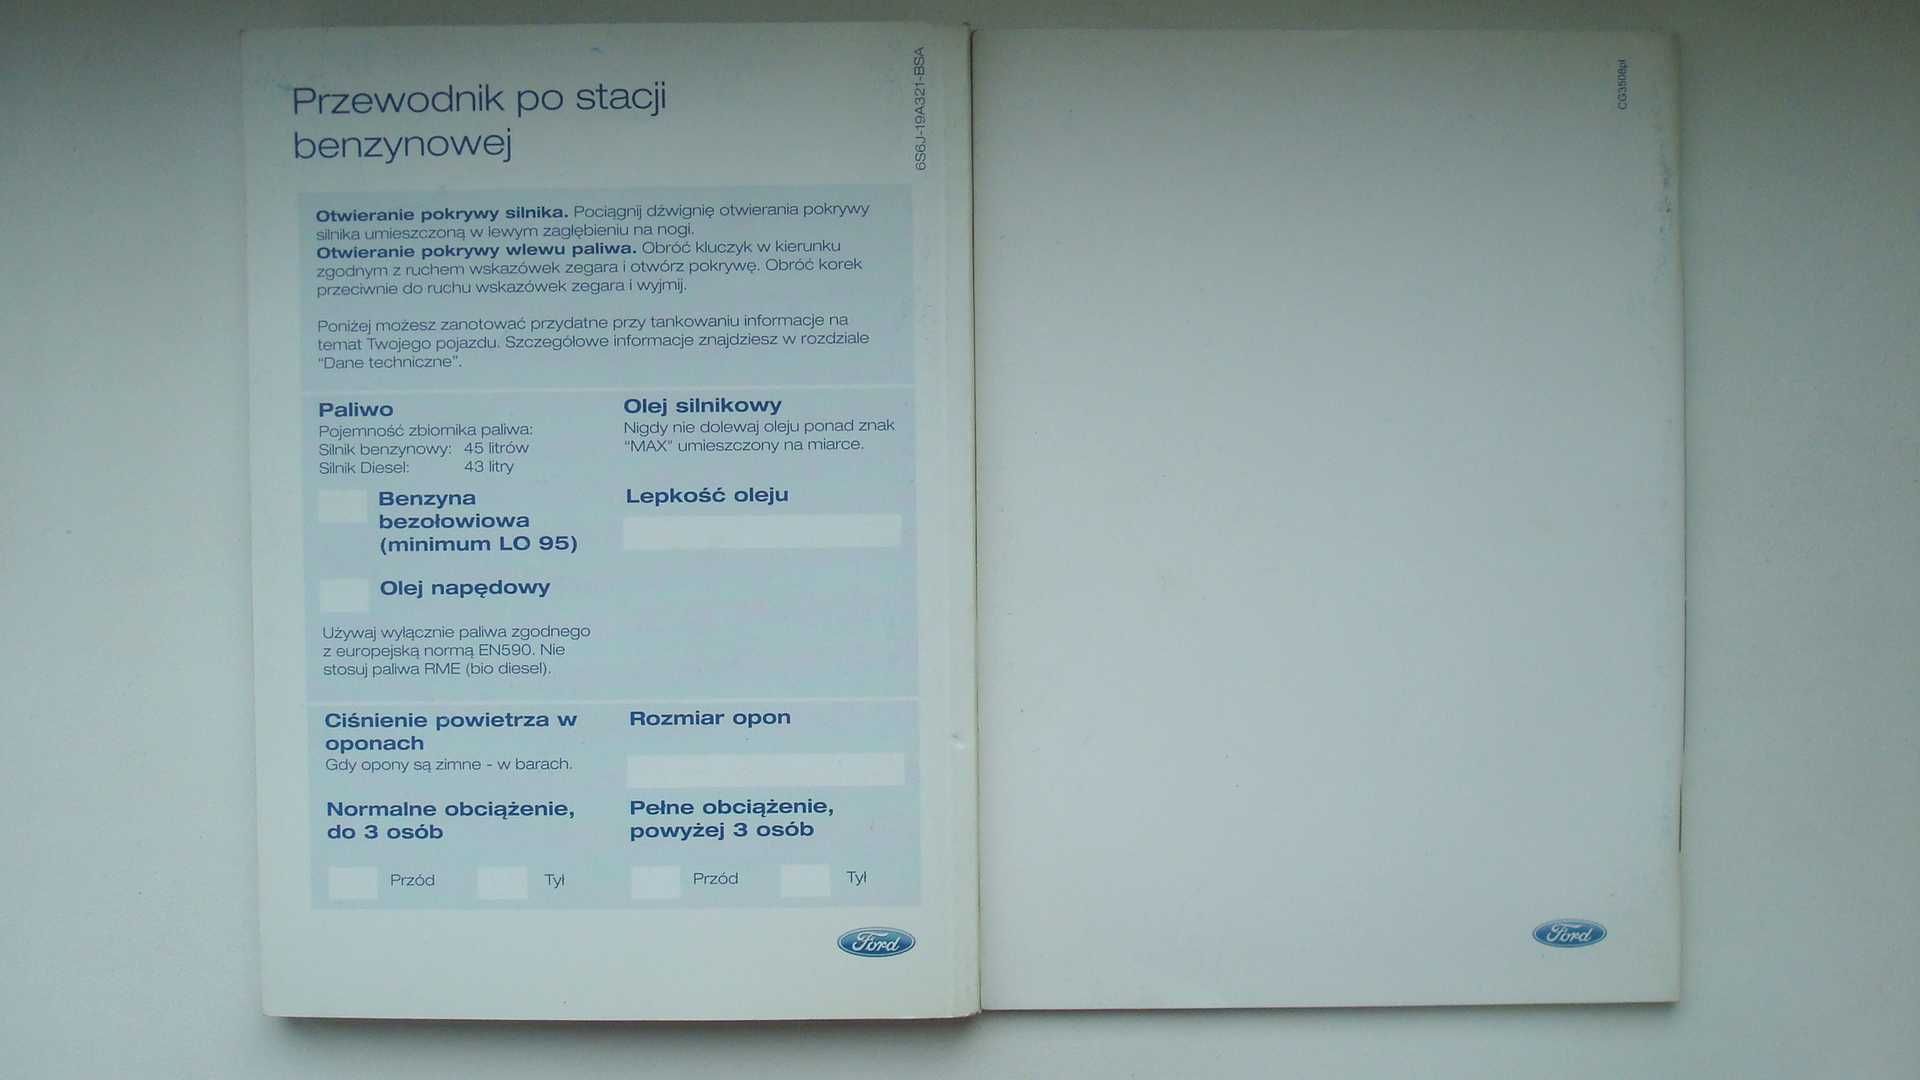 Przewodnik po stacji
benzynowej
6S6J-19A321-BSA
Otwieranie pokrywy silnika. Pociągnij dźwignię otwierania pokrywy
silnika umieszczoną w lewym zagłębieniu na nogi.
Otwieranie pokrywy wlewu paliwa. Obróć kluczyk w kierunku
zgodnym z ruchem wskazówek zegara i otwórz pokrywę. Obróć korek
przeciwnie do ruchu wskazówek zegara i wyjmij.
Poniżej możesz zanotować przydatne przy tankowaniu informacje na
temat Twojego pojazdu. Szczegółowe informacje znajdziesz w rozdziale
"Dane techniczne".
Paliwo
Pojemność zbiornika paliwa:
Silnik benzynowy: 45 litrów
Silnik Diesel: 43 litry
Benzyna
bezołowiowa
(minimum LO 95)
Olej napędowy
Używaj wyłącznie paliwa zgodnego
z europejską normą EN590. Nie
stosuj paliwa RME (bio diesel).
Olej silnikowy
Nigdy nie dolewaj oleju ponad znak
"MAX" umieszczony na miarce.
Lepkość oleju
Ciśnienie powietrza w
oponach
Gdy opony są zimne - w barach.
Rozmiar opon
Normalne obciążenie,
do 3 osób
Przód Tył
Pełne obciążenie,
powyżej 3 osób
Przód Tył
Ford
CG3508pl
Ford